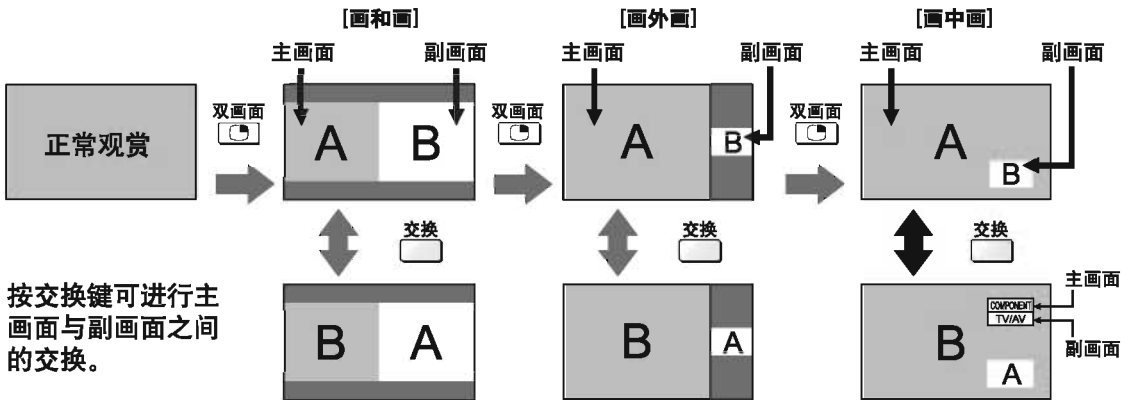 [画和画]
[画外画]
[画中画]
主画面
副画面
主画面
副画面
主画面
副画面
正常观赏
双画面
A
B
双画面
A
B
双画面
A
B
交换
交换
交换
按交换键可进行主
画面与副画面之间
的交换。
B
A
B
A
B
COMPONENT
TV/AV
A
主画面
副画面